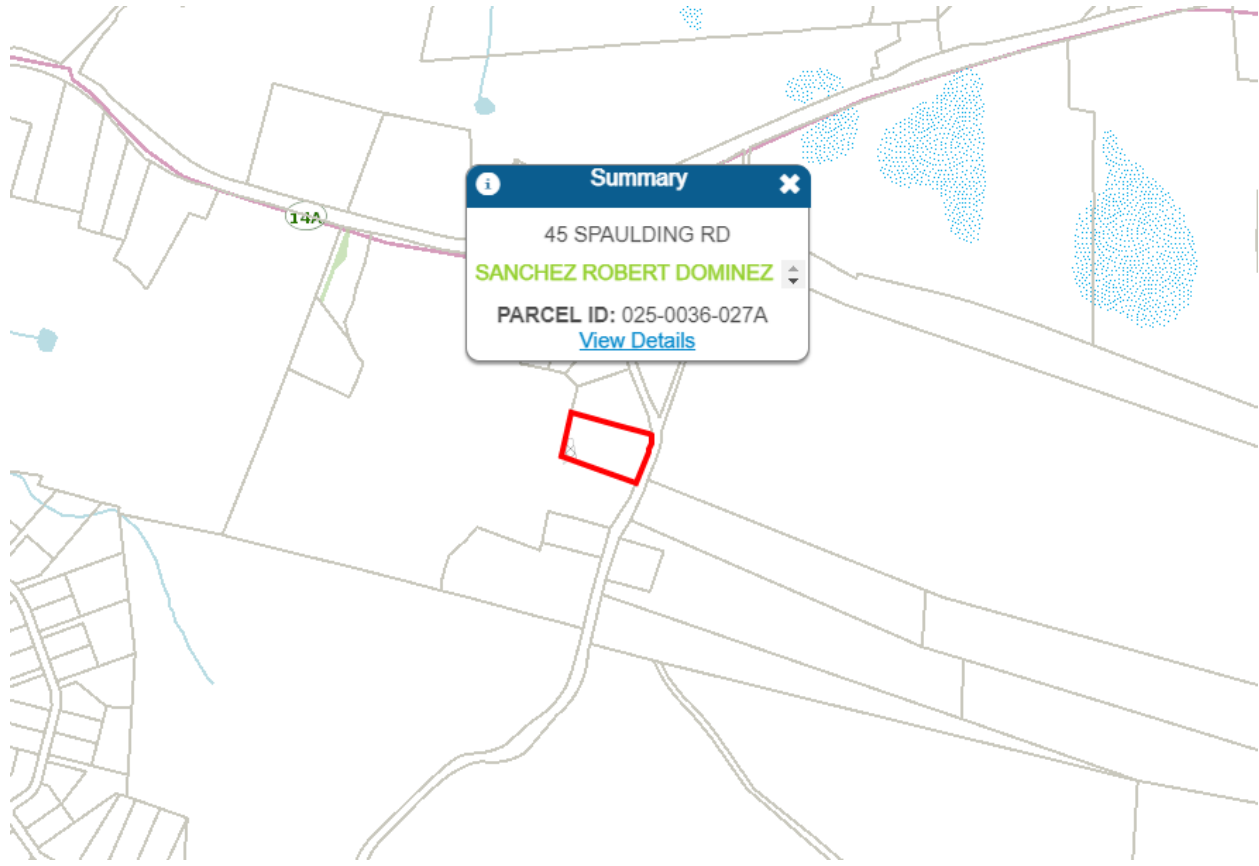 Summary
14A
45 SPAULDING RD
SANCHEZ ROBERT DOMINEZ
PARCEL ID: 025-0036-027A
View Details